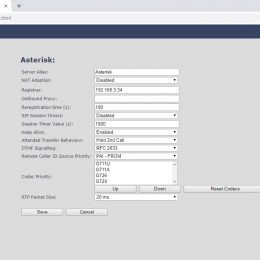 .html
Asterisk:
Server Alias: Asterisk
NAT Adaption: Disabled
Registrar: 192.168.3.34
Outbound Proxy:
Reregistration time (s): 180
SIP Session Timers: Disabled
Session Timer Value (s): 1800
Keep Alive: Enabled
Attended Transfer Behaviour: Hold 2nd Call
DTMF Signalling: RFC 2833
Remote Caller ID Source Priority: PAI - FROM
Codec Priority:
G711U
G711A
G726
G729
Up Down Reset Codecs
RTP Packet Size: 20 ms
Save Cancel